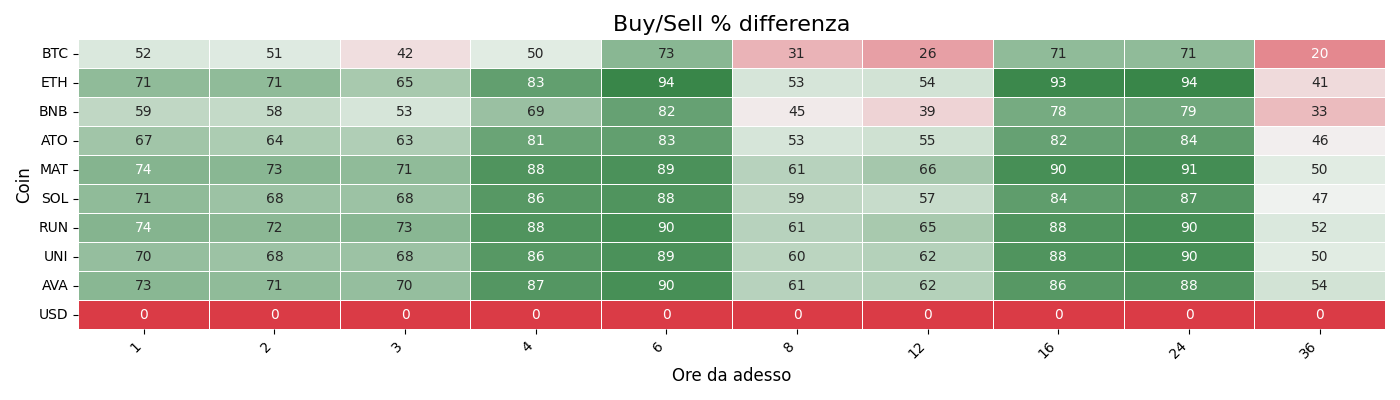 Buy/Sell % differenza
Coin
BTC 52 51 42 50 73 31 26 71 71 20
ETH 71 71 65 83 94 53 54 93 94 41
BNB 59 58 53 69 82 45 39 78 79 33
ATO 67 64 63 81 83 53 55 82 84 46
MAT 74 73 71 88 89 61 66 90 91 50
SOL 71 68 68 86 88 59 57 84 87 47
RUN 74 72 73 88 90 61 65 88 90 52
UNI 70 68 68 86 89 60 62 88 90 50
AVA 73 71 70 87 90 61 62 86 88 54
USD 0 0 0 0 0 0 0 0 0 0
1 2 3 4 6 8 12 16 24 36
Ore da adesso